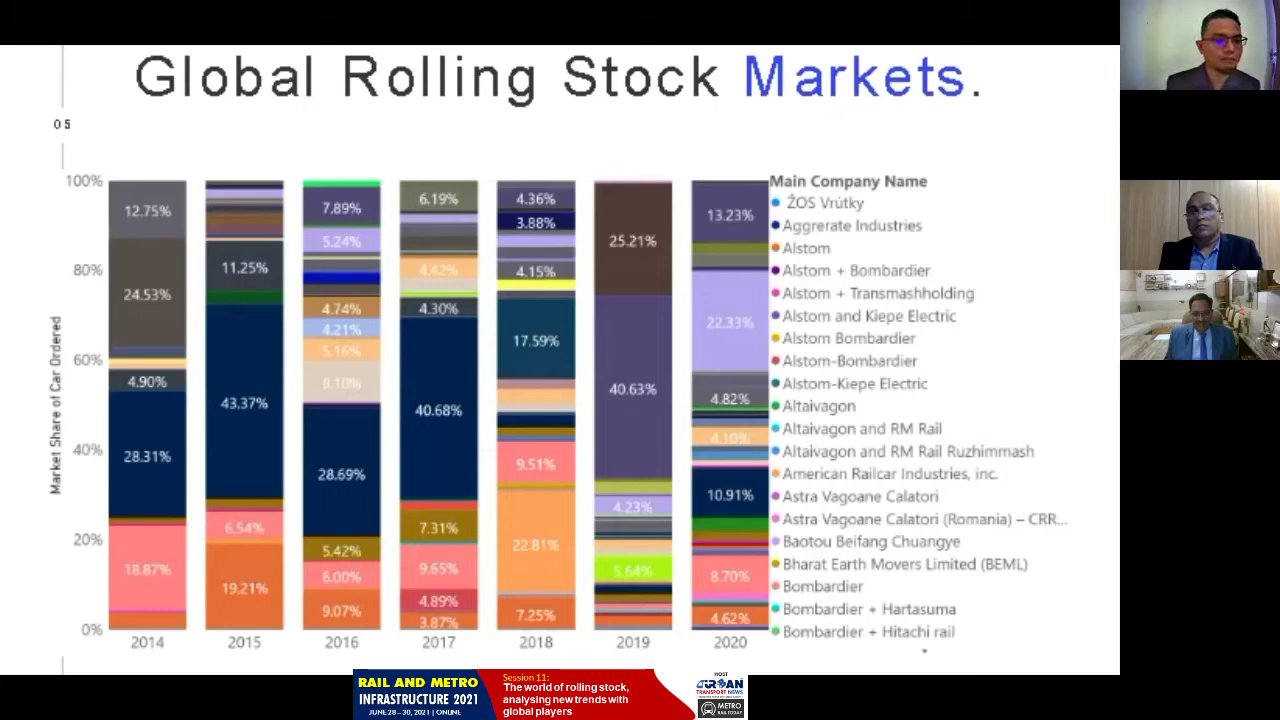 Global Rolling Stock Markets.
05
Market Share of Car Ordered
100%
80%
60%
40%
20%
0%
12.75%
24.53%
4.90%
28.31%
18.87%
2014
11.25%
43.37%
6.54%
19.21%
2015
7.89%
5.24%
4.74%
4.21%
5.16%
28.69%
5.42%
6.00%
9.07%
2016
6.19%
4.42%
4.30%
40.68%
7.31%
9.65%
4.89%
3.87%
2017
4.36%
3.88%
4.15%
17.59%
9.51%
22.81%
7.25%
2018
25.21%
40.63%
4.23%
5.64%
2019
13.23%
22.33%
4.82%
4.10%
10.91%
8.70%
4.62%
2020
Main Company Name
ŽOS Vrútky
Aggrerate Industries
Alstom
Alstom + Bombardier
Alstom + Transmashholding
Alstom and Kiepe Electric
Alstom Bombardier
Alstom-Bombardier
Alstom-Kiepe Electric
Altaivagon
Altaivagon and RM Rail
Altaivagon and RM Rail Ruzhimmash
American Railcar Industries, inc.
Astra Vagoane Calatori
Astra Vagoane Calatori (Romania) – CRR...
Baotou Beifang Chuangye
Bharat Earth Movers Limited (BEML)
Bombardier
Bombardier + Hartasuma
Bombardier + Hitachi rail
RAIL AND METRO
INFRASTRUCTURE 2021
JUNE 28 – 30, 2021 | ONLINE
Session 11:
The world of rolling stock,
analysing new trends with
global players
HOST
URBAN
TRANSPORT NEWS
METRO
RAIL TODAY